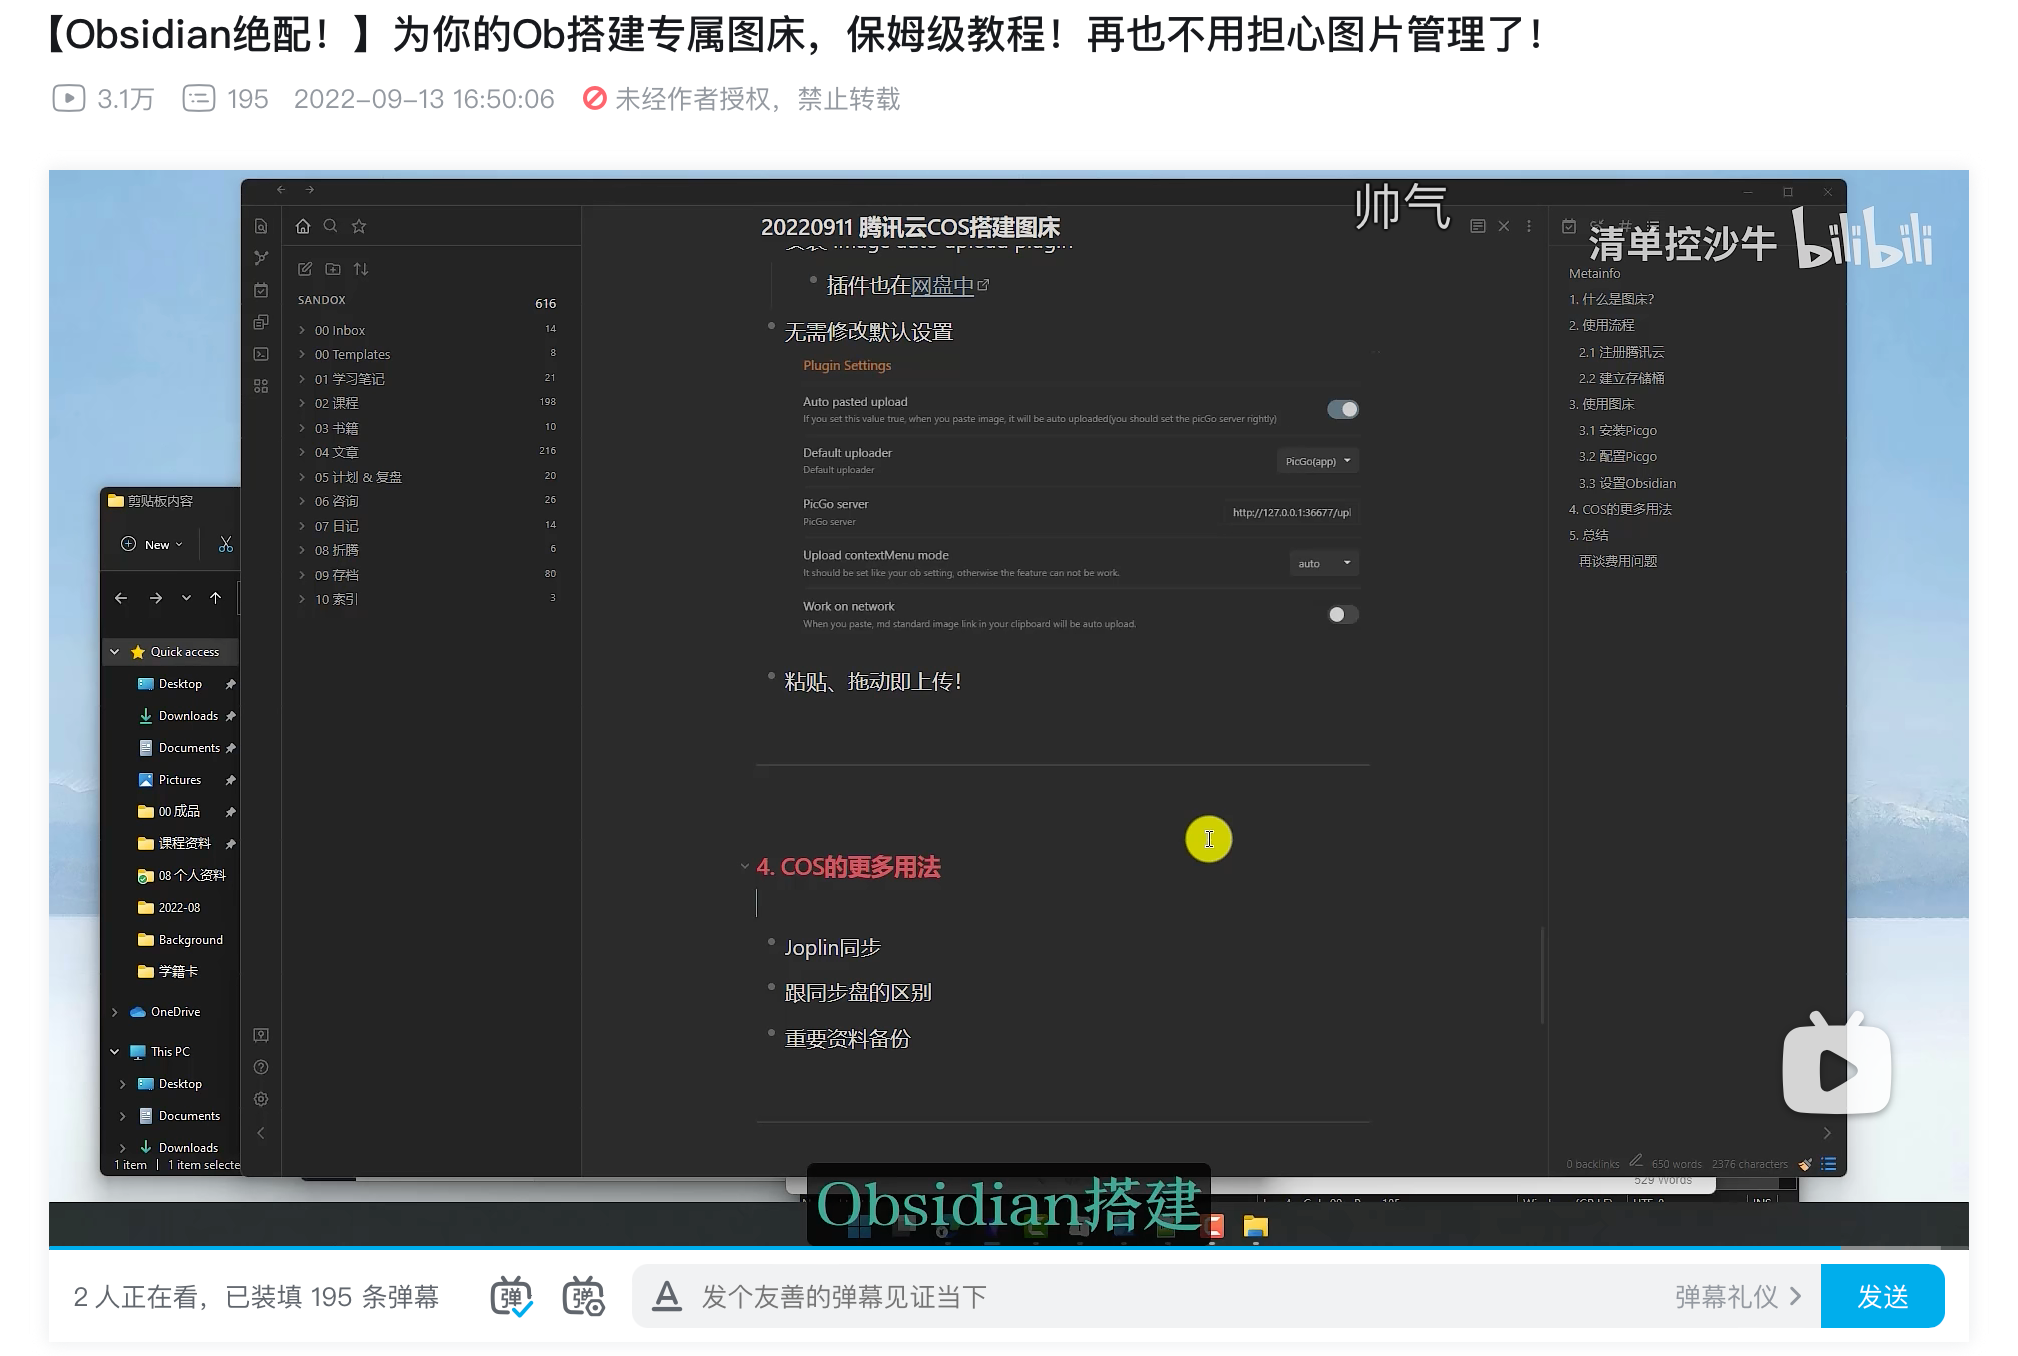 【Obsidian绝配！】为你的Ob搭建专属图床，保姆级教程！再也不用担心图片管理了！
3.1万 195 2022-09-13 16:50:06 未经作者授权，禁止转载
帅气
清单控沙牛 bilibili
剪贴板内容
New
Quick access
Desktop
Downloads
Documents
Pictures
00 成品
课程资料
08 个人资料
2022-08
Background
学籍卡
OneDrive
This PC
Desktop
Documents
Downloads
1 item 1 item selecte
SANDOX 616
00 Inbox 14
00 Templates 8
01 学习笔记 21
02 课程 198
03 书籍 10
04 文章 216
05 计划 & 复盘 20
06 咨询 26
07 日记 14
08 折腾 6
09 存档 80
10 索引 3
20220911 腾讯云COS搭建图床
插件也在网盘中
无需修改默认设置
Plugin Settings
Auto pasted upload
If you set this value true, when you paste image, it will be auto uploaded(you should set the picGo server rightly)
Default uploader
Default uploader
PicGo(app)
PicGo server
PicGo server
http://127.0.0.1:36677/upl
Upload contextMenu mode
It should be set like your ob setting, otherwise the feature can not be work.
auto
Work on network
When you paste, md standard image link in your clipboard will be auto upload.
粘贴、拖动即上传！
4. COS的更多用法
Joplin同步
跟同步盘的区别
重要资料备份
Metainfo
1. 什么是图床？
2. 使用流程
2.1 注册腾讯云
2.2 建立存储桶
3. 使用图床
3.1 安装Picgo
3.2 配置Picgo
3.3 设置Obsidian
4. COS的更多用法
5. 总结
再谈费用问题
0 backlinks 650 words 2376 characters
529 Words
Obsidian搭建
2 人正在看，已装填 195 条弹幕
发个友善的弹幕见证当下
弹幕礼仪
发送